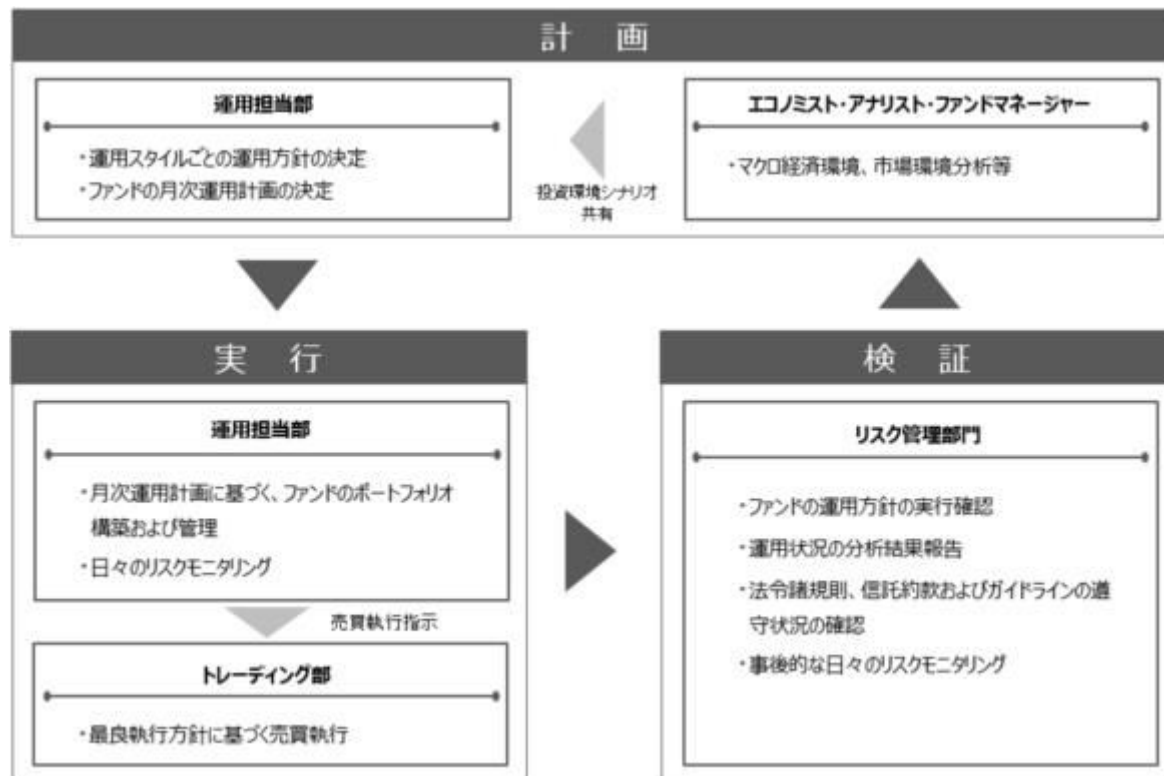 計 画
運用担当部
・運用スタイルごとの運用方針の決定
・ファンドの月次運用計画の決定
投資環境シナリオ
共有
エコノミスト・アナリスト・ファンドマネージャー
・マクロ経済環境、市場環境分析等
実 行
運用担当部
・月次運用計画に基づく、ファンドのポートフォリオ
構築および管理
・日々のリスクモニタリング
売買執行指示
トレーディング部
・最良執行方針に基づく売買執行
検 証
リスク管理部門
・ファンドの運用方針の実行確認
・運用状況の分析結果報告
・法令諸規則、信託約款およびガイドラインの遵
守状況の確認
・事後的な日々のリスクモニタリング